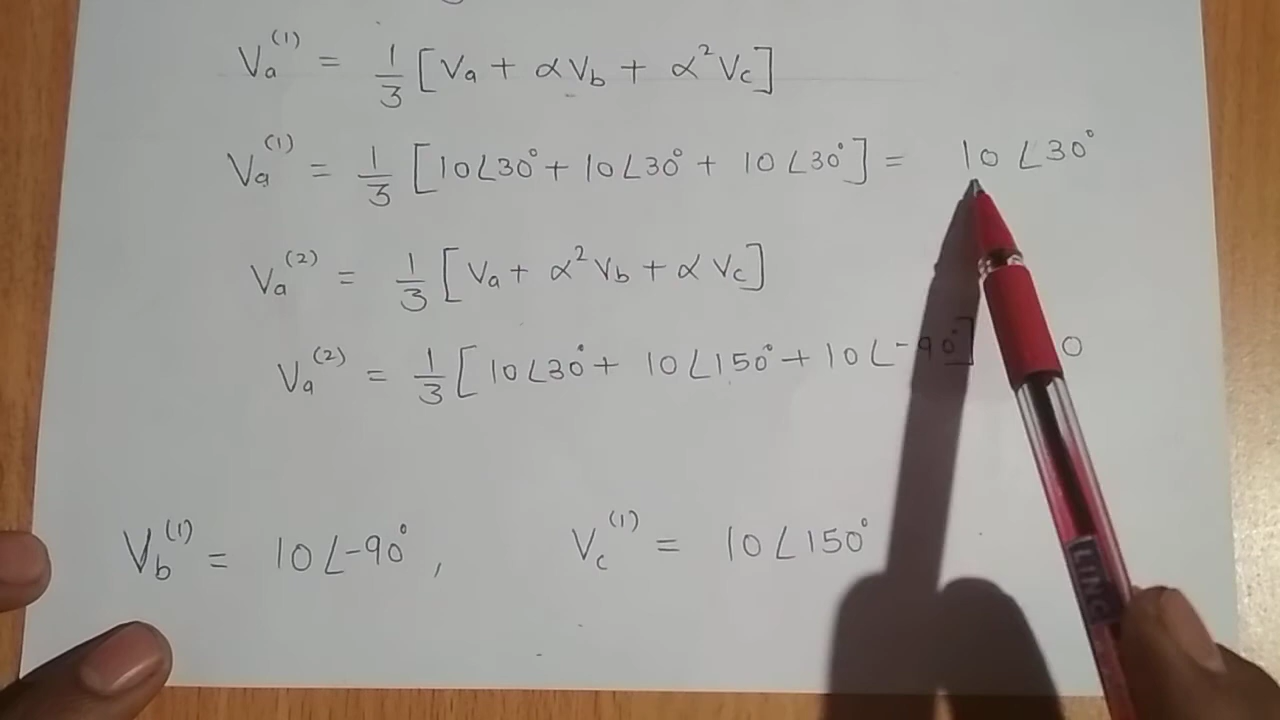 Va^(1) = 1/3 [Va + αVb + α²Vc]
Va^(1) = 1/3 [10∠30° + 10∠30° + 10∠30°] = 10∠30°
Va^(2) = 1/3 [Va + α²Vb + αVc]
Va^(2) = 1/3 [10∠30° + 10∠150° + 10∠-90°] 0
Vb^(1) = 10∠-90°, Vc^(1) = 10∠150°
LINC